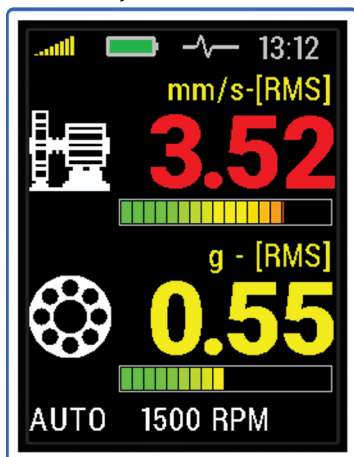 13:12
mm/s-[RMS]
3.52
g - [RMS]
0.55
AUTO 1500 RPM